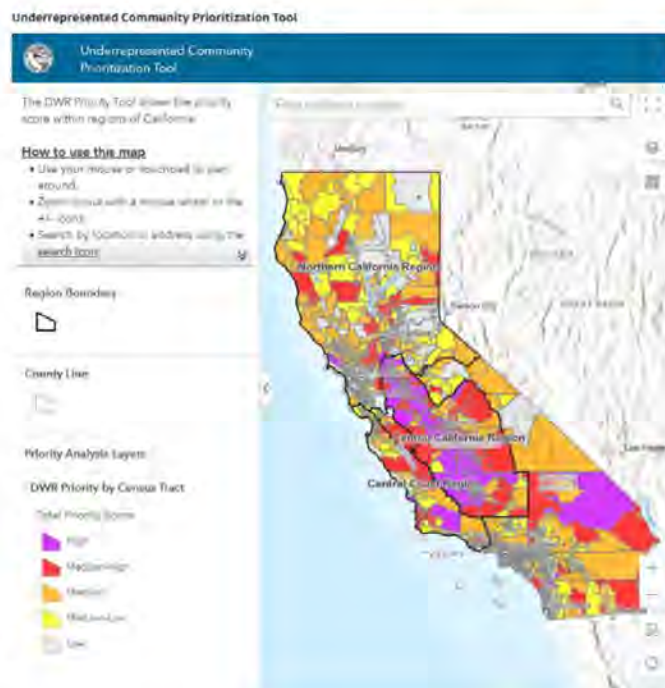 Underrepresented Community Prioritization Tool
Underrepresented Community
Prioritization Tool
The DWR Priority Tool shows the priority
score within regions of California
How to use this map
• Use your mouse or touchpad to pan
around.
• Zoom in/out with a mouse wheel or the
+/- icons.
• Search by location or address using the
search icon
Region Boundary
County Line
Priority Analysis Layers
DWR Priority by Census Tract
Total Priority Score
High
Medium-High
Medium
Medium-Low
Low
Northern California Region
Carson City
GREAT BASIN
Central California Region
Central Coast Region